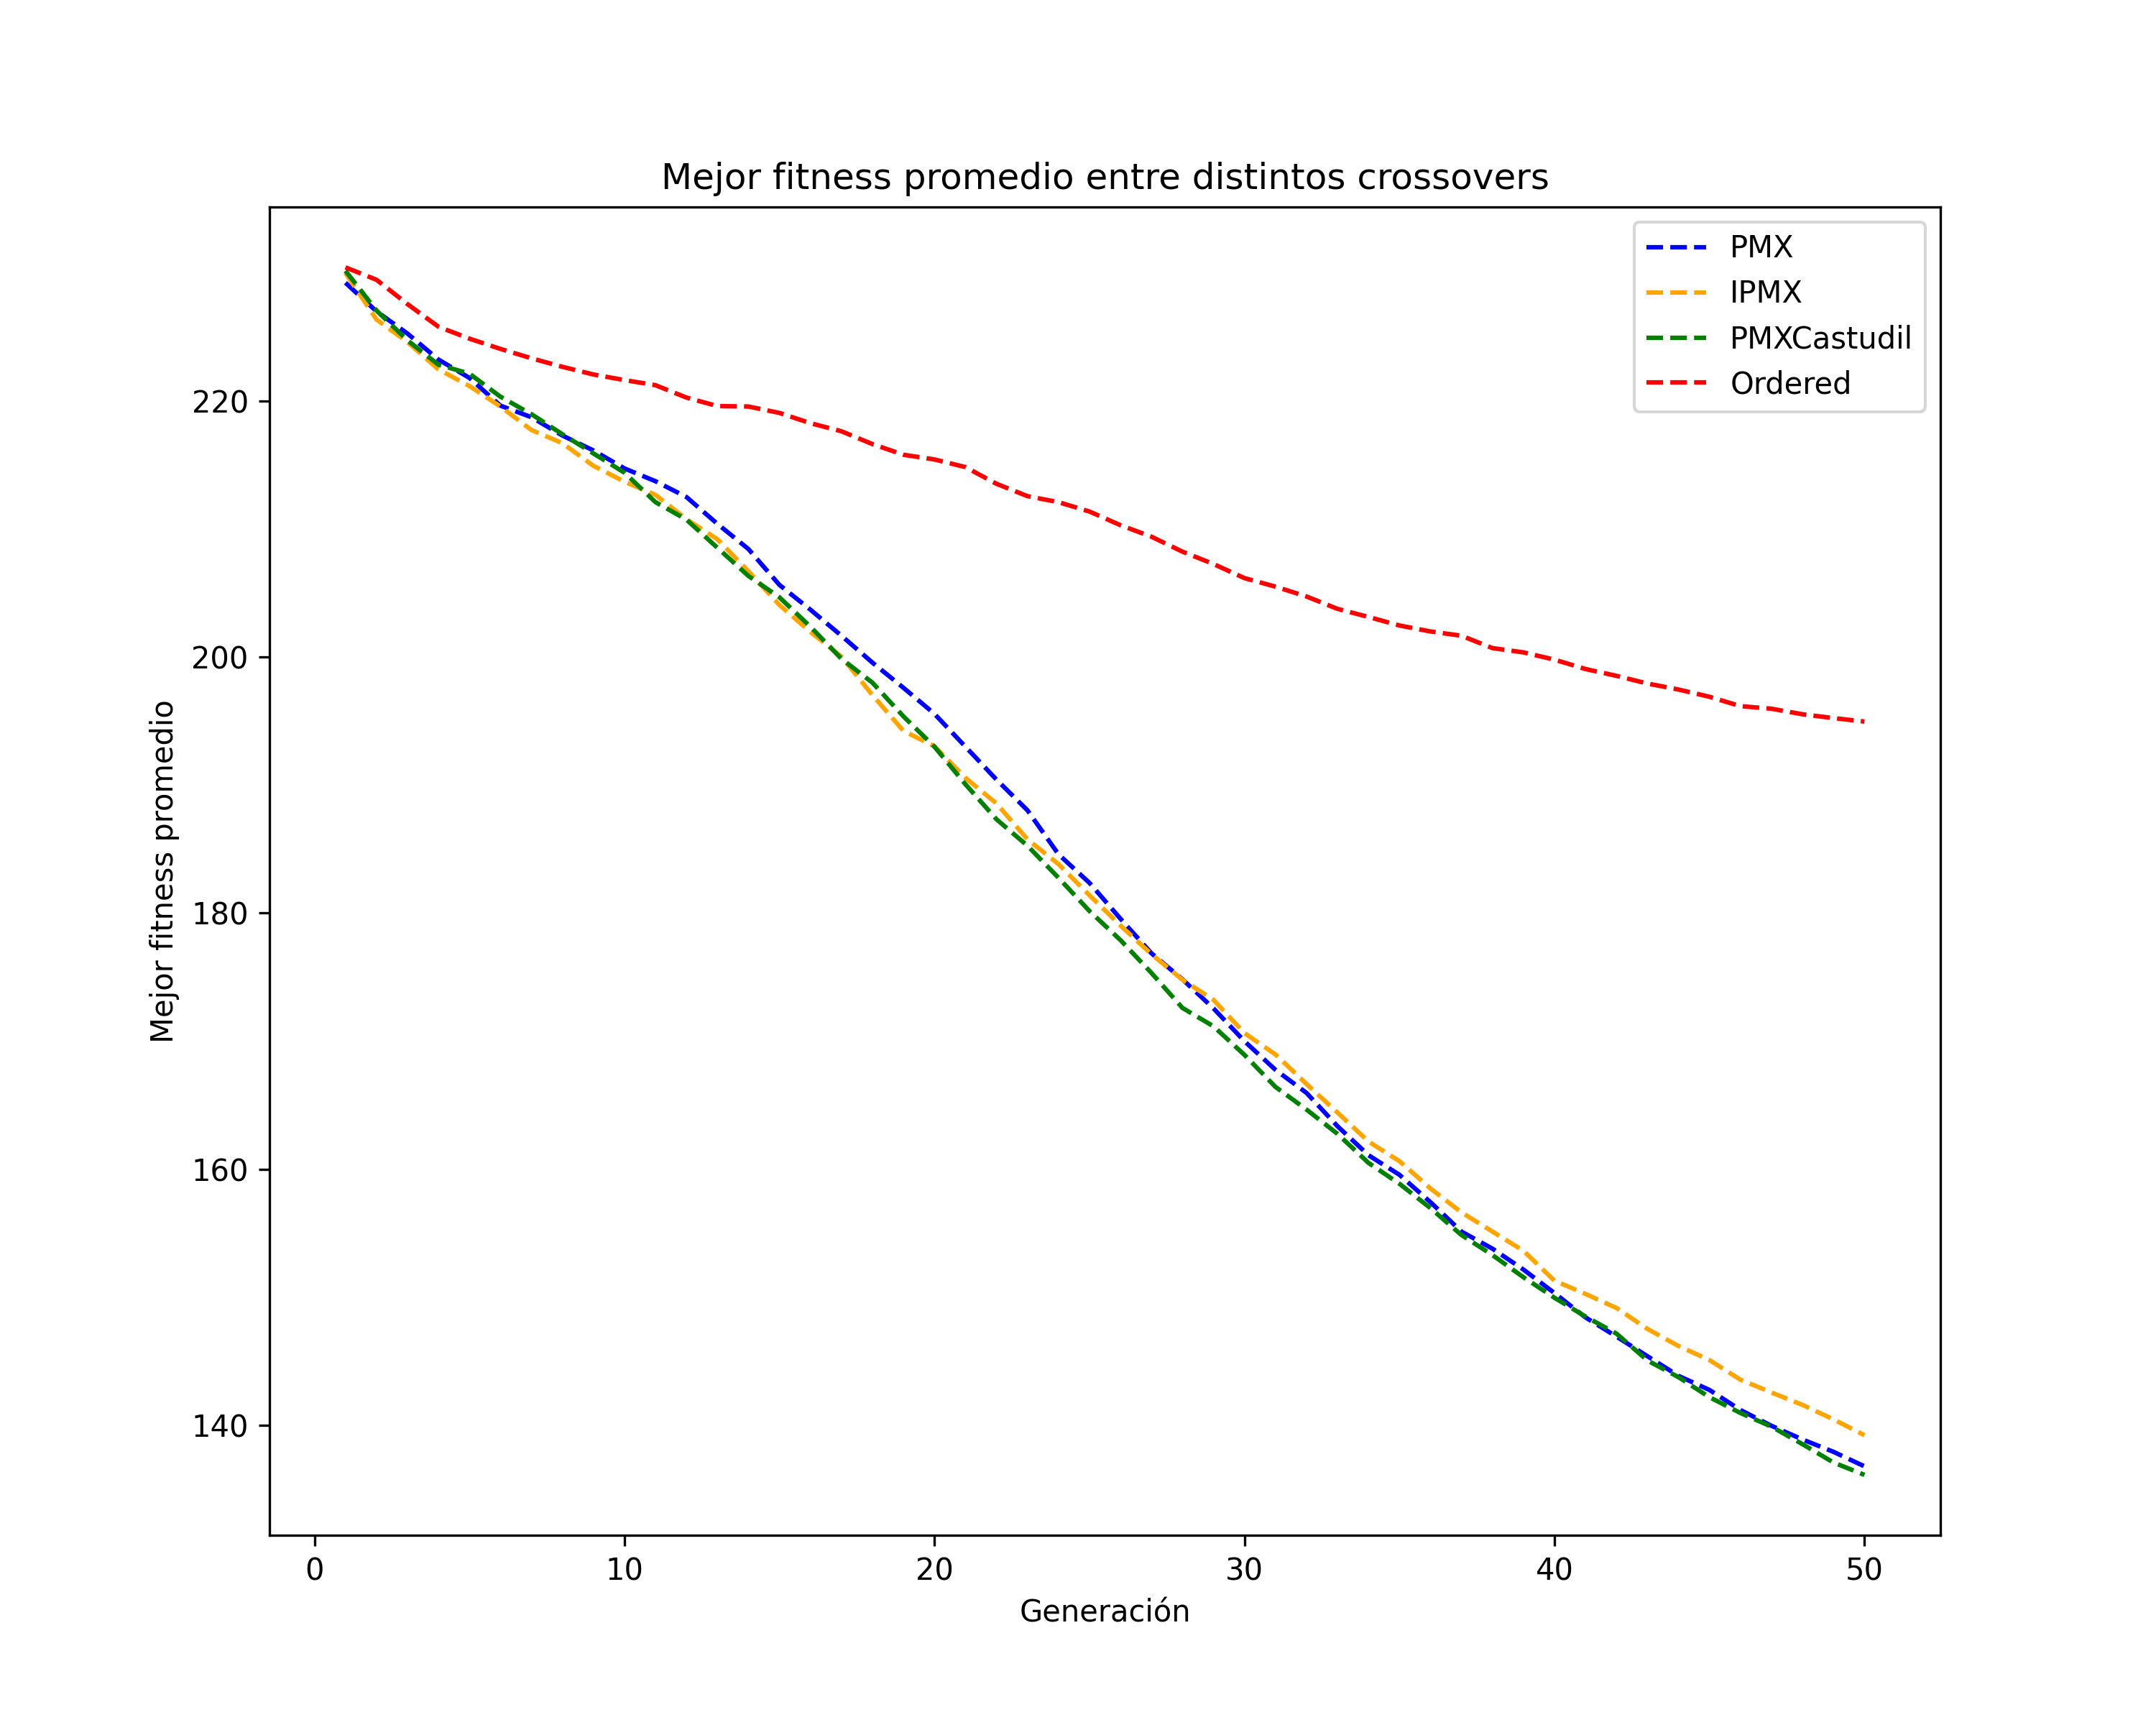 Mejor fitness promedio entre distintos crossovers
PMX
IPMX
PMXCastudil
Ordered
Mejor fitness promedio
220
200
180
160
140
0 10 20 30 40 50
Generación